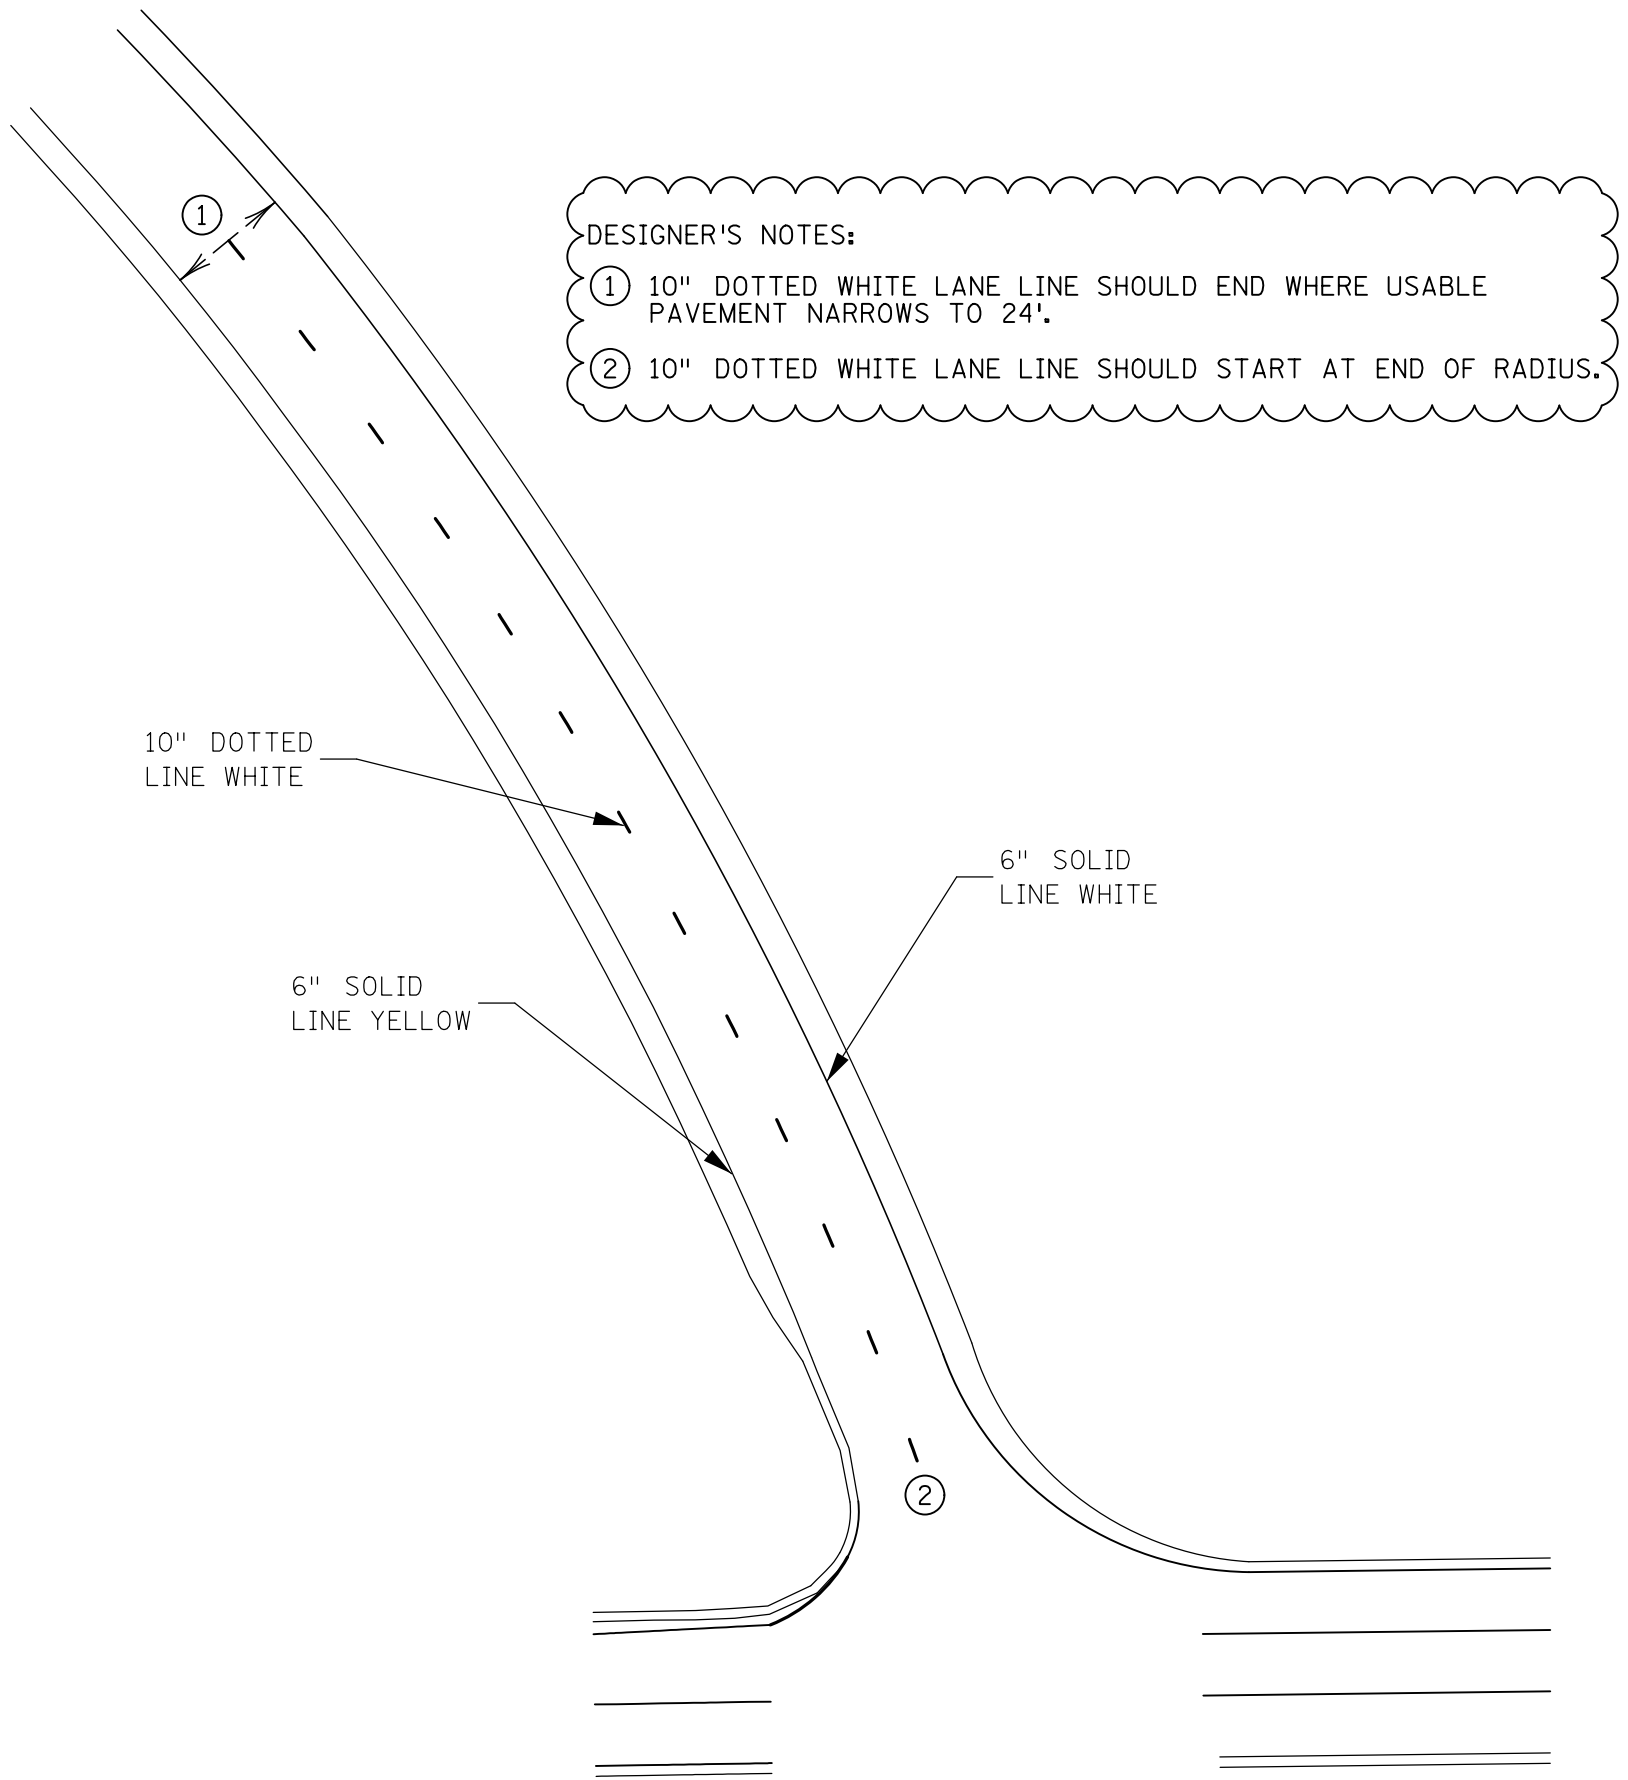 1
DESIGNER'S NOTES:
1 10" DOTTED WHITE LANE LINE SHOULD END WHERE USABLE
PAVEMENT NARROWS TO 24'.
2 10" DOTTED WHITE LANE LINE SHOULD START AT END OF RADIUS.
10" DOTTED
LINE WHITE
6" SOLID
LINE WHITE
6" SOLID
LINE YELLOW
2